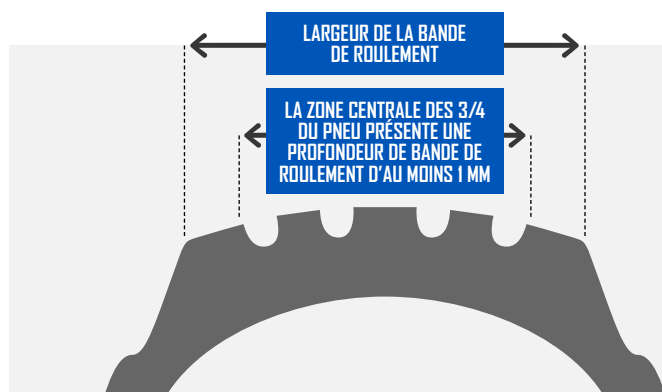 LARGEUR DE LA BANDE
DE ROULEMENT
LA ZONE CENTRALE DES 3/4
DU PNEU PRÉSENTE UNE
PROFONDEUR DE BANDE DE
ROULEMENT D'AU MOINS 1 MM